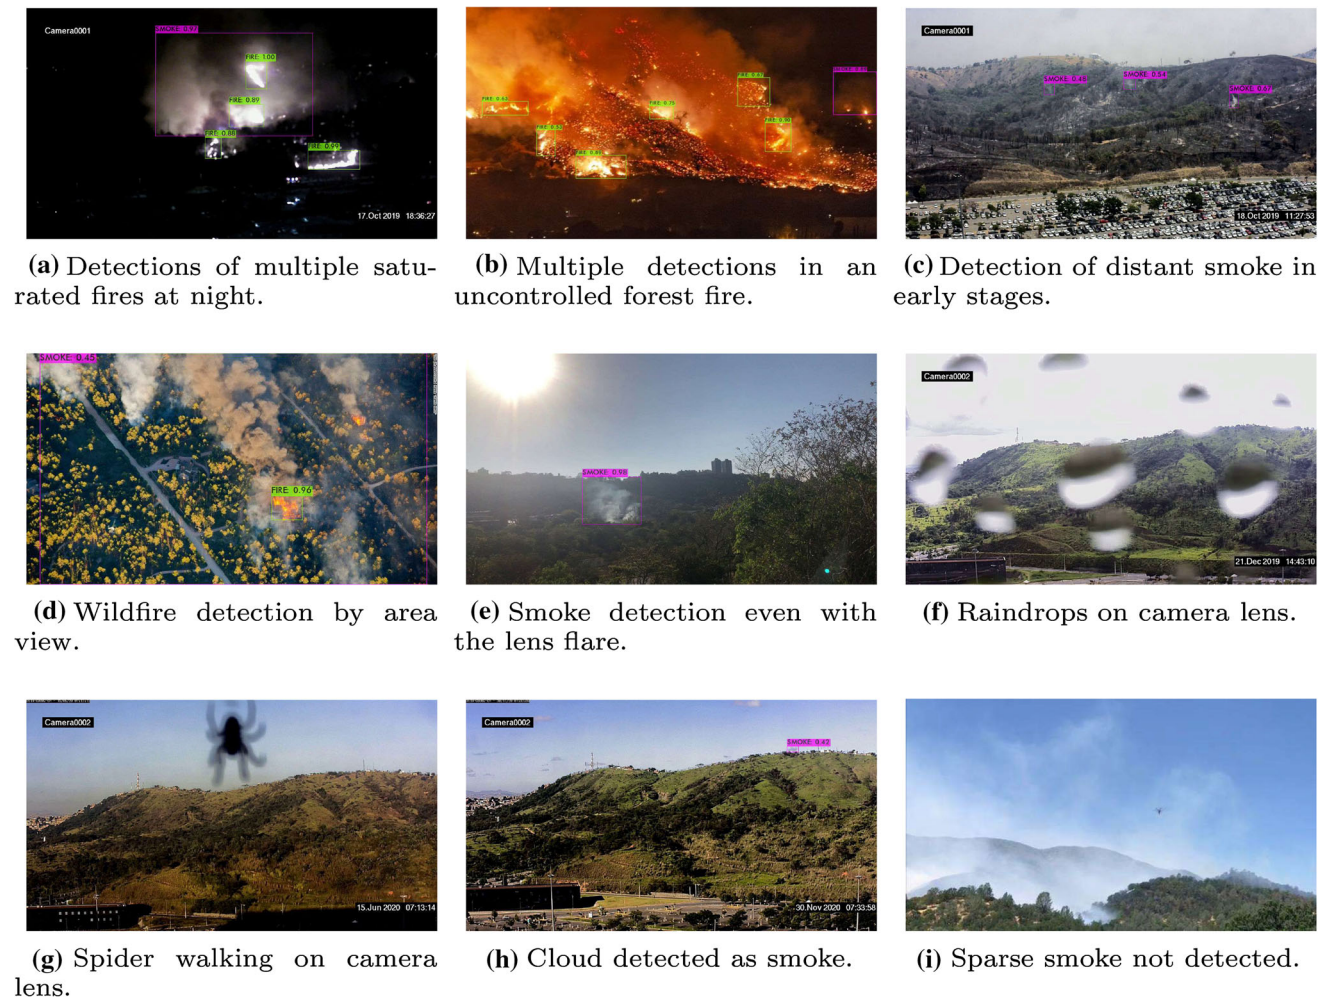 Camera0001
SMOKE: 0.97
FIRE: 1.00
FIRE: 0.89
FIRE: 0.88
17.Oct 2019 18:36:27
(a) Detections of multiple satu-
rated fires at night.
FIRE: 0.75
(b) Multiple detections in an
uncontrolled forest fire.
Camera0001
SMOKE: 0.48
SMOKE: 0.54
SMOKE: 0.67
18.Oct 2019 11:27:53
(c) Detection of distant smoke in
early stages.
SMOKE: 0.45
FIRE: 0.96
(d) Wildfire detection by area
view.
SMOKE: 0.98
(e) Smoke detection even with
the lens flare.
Camera0002
21.Dec 2019 14:43:10
(f) Raindrops on camera lens.
Camera0002
15.Jun 2020 07:13:14
(g) Spider walking on camera
lens.
Camera0002
SMOKE: 0.42
30.Nov 2020 07:33:58
(h) Cloud detected as smoke.
(i) Sparse smoke not detected.